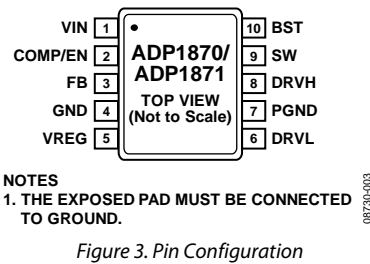 VIN 1
COMP/EN 2
FB 3
GND 4
VREG 5
ADP1870/
ADP1871
TOP VIEW
(Not to Scale)
10 BST
9 SW
8 DRVH
7 PGND
6 DRVL
NOTES
1. THE EXPOSED PAD MUST BE CONNECTED
TO GROUND.
08730-003
Figure 3. Pin Configuration